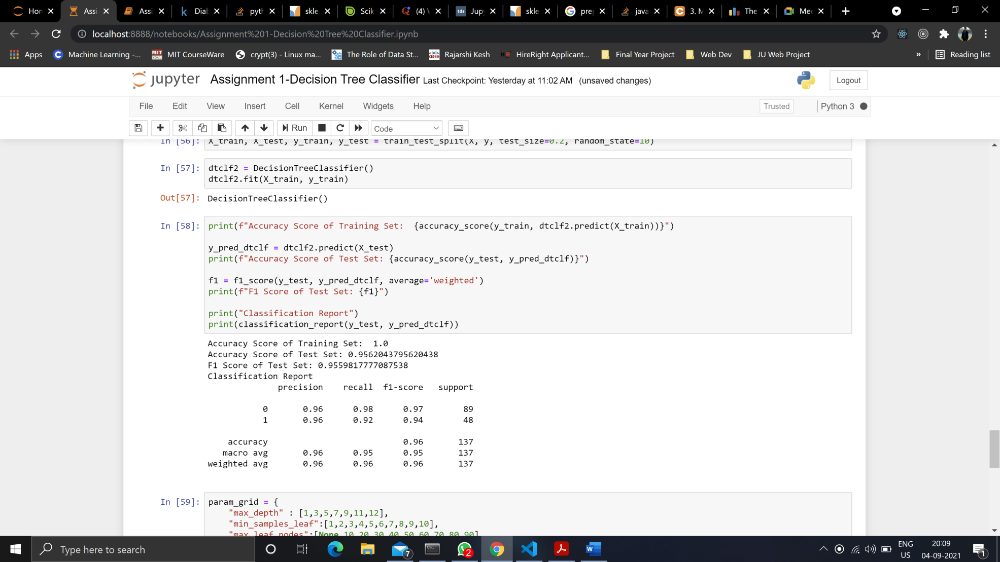 Hon
Assi
Assi
Diab
pyth
skle
Scik
(4)
tds
Jup
skle
pre
java
3. M
The
Mee
localhost:8888/notebooks/Assignment%201-Decision%20Tree%20Classifier.ipynb
Apps Machine Learning -... MIT CourseWare crypt(3) - Linux ma... The Role of Data St... Rajarshi Kesh HireRight Applicant... Final Year Project Web Dev JU Web Project » Reading list
jupyter Assignment 1-Decision Tree Classifier Last Checkpoint: Yesterday at 11:02 AM (unsaved changes) Logout
File Edit View Insert Cell Kernel Widgets Help Trusted Python 3
Run Code
In [56]: X_train, X_test, y_train, y_test = train_test_split(X, y, test_size=0.2, random_state=10)
In [57]: dtclf2 = DecisionTreeClassifier()
dtclf2.fit(X_train, y_train)
Out[57]: DecisionTreeClassifier()
In [58]: print(f"Accuracy Score of Training Set:  {accuracy_score(y_train, dtclf2.predict(X_train))}")
y_pred_dtclf = dtclf2.predict(X_test)
print(f"Accuracy Score of Test Set: {accuracy_score(y_test, y_pred_dtclf)}")
f1 = f1_score(y_test, y_pred_dtclf, average='weighted')
print(f"F1 Score of Test Set: {f1}")
print("Classification Report")
print(classification_report(y_test, y_pred_dtclf))
Accuracy Score of Training Set:  1.0
Accuracy Score of Test Set: 0.9562043795620438
F1 Score of Test Set: 0.9559817777087538
Classification Report
precision recall f1-score support
0 0.96 0.98 0.97 89
1 0.96 0.92 0.94 48
accuracy 0.96 137
macro avg 0.96 0.95 0.95 137
weighted avg 0.96 0.96 0.96 137
In [59]: param_grid = {
"max_depth" : [1,3,5,7,9,11,12],
"min_samples_leaf":[1,2,3,4,5,6,7,8,9,10],
"max_leaf_nodes":[None,10,20,30,40,50,60,70,80,90]
Type here to search
7
2
ENG
US
20:09
04-09-2021
1